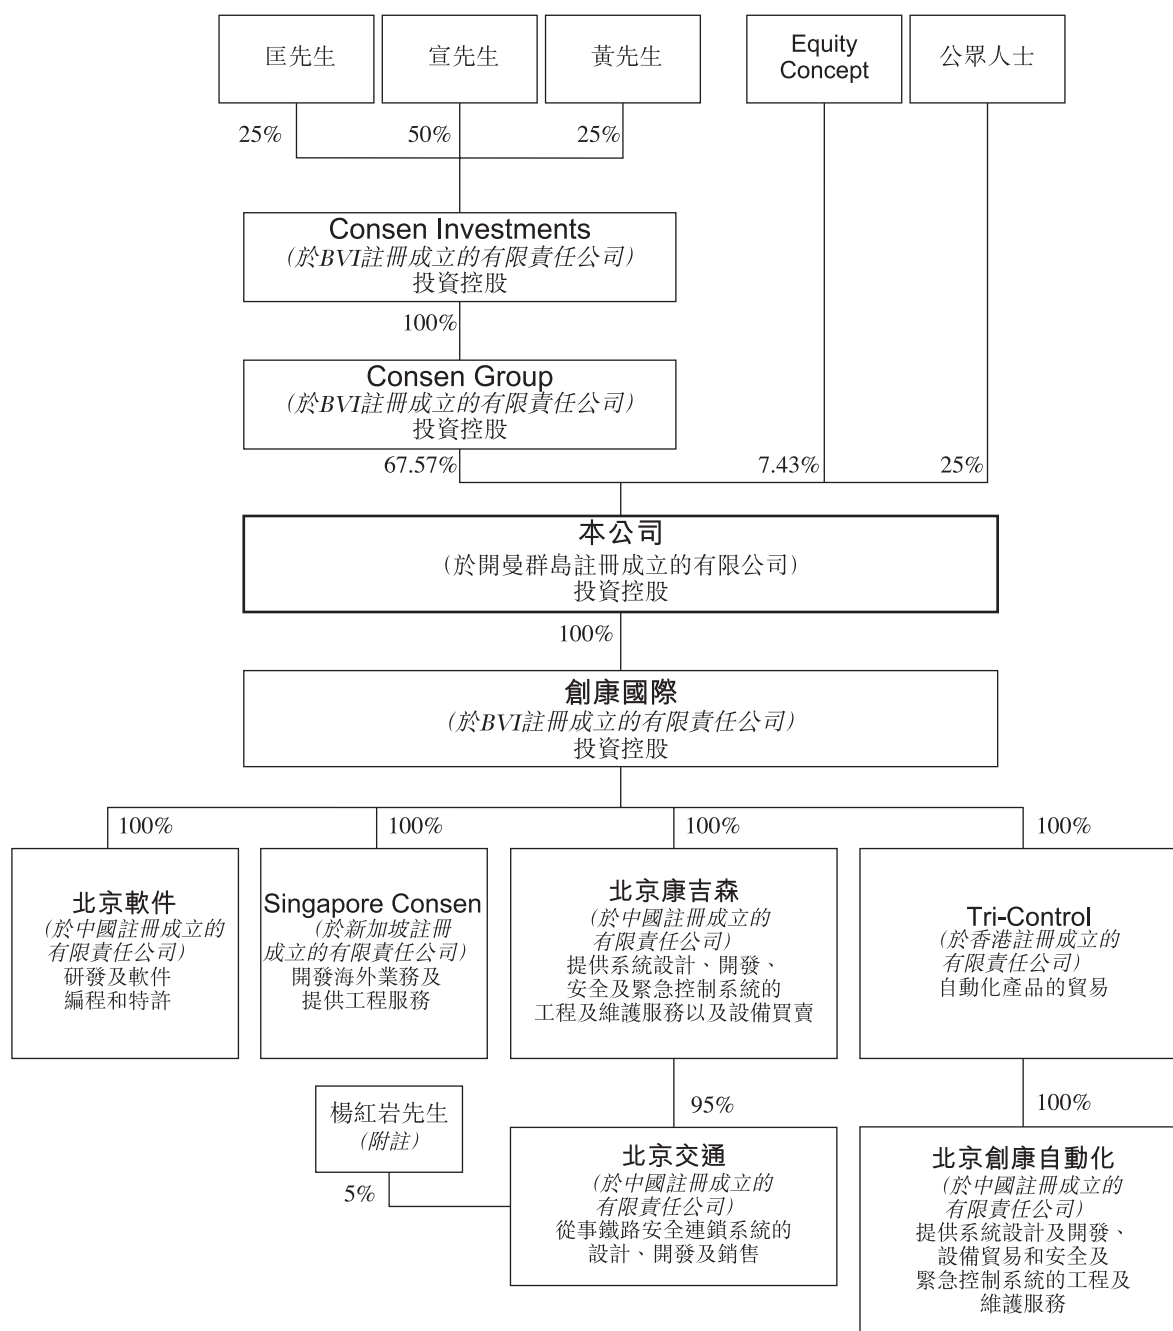 匡先生
宣先生
黃先生
Equity
Concept
公眾人士
25%
50%
25%
Consen Investments
(於BVI註冊成立的有限責任公司)
投資控股
100%
Consen Group
(於BVI註冊成立的有限責任公司)
投資控股
67.57%
7.43%
25%
本公司
(於開曼群島註冊成立的有限公司)
投資控股
100%
創康國際
(於BVI註冊成立的有限責任公司)
投資控股
100%
100%
100%
100%
北京軟件
(於中國註冊成立的
有限責任公司)
研發及軟件
編程和特許
Singapore Consen
(於新加坡註冊
成立的有限責任公司)
開發海外業務及
提供工程服務
北京康吉森
(於中國註冊成立的
有限責任公司)
提供系統設計、開發、
安全及緊急控制系統的
工程及維護服務以及設備買賣
Tri-Control
(於香港註冊成立的
有限責任公司)
自動化產品的貿易
楊紅岩先生
(附註)
5%
95%
100%
北京交通
(於中國註冊成立的
有限責任公司)
從事鐵路安全連鎖系統的
設計、開發及銷售
北京創康自動化
(於中國註冊成立的
有限責任公司)
提供系統設計及開發、
設備貿易和安全及
緊急控制系統的工程及
維護服務